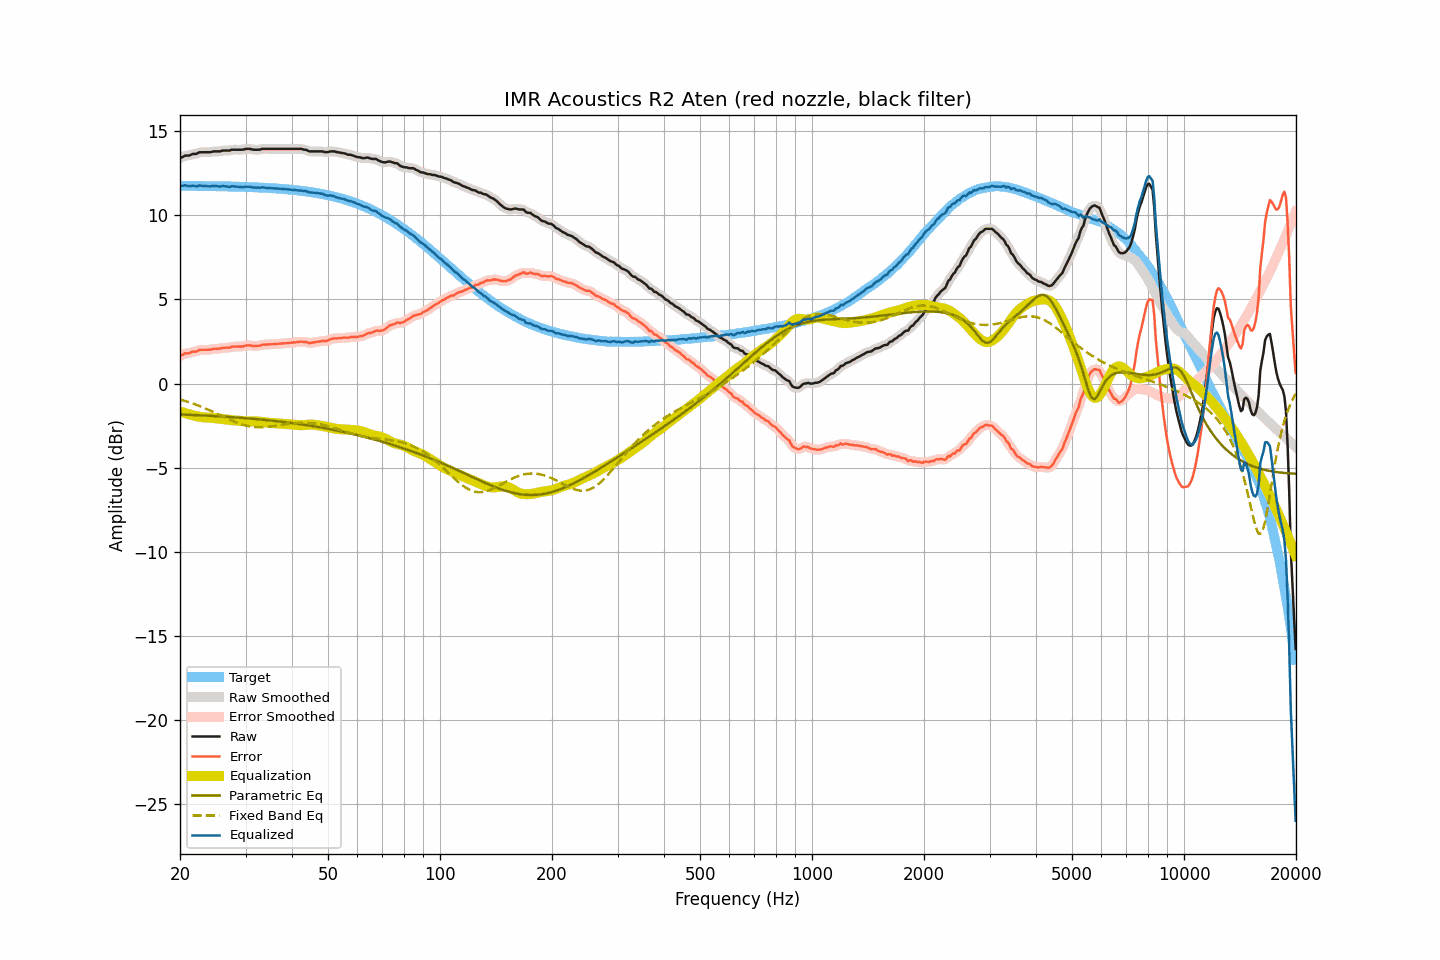 IMR Acoustics R2 Aten (red nozzle, black filter)
15
10
5
0
−5
−10
−15
−20
−25
Amplitude (dBr)
Target
Raw Smoothed
Error Smoothed
Raw
Error
Equalization
Parametric Eq
Fixed Band Eq
Equalized
20 50 100 200 500 1000 2000 5000 10000 20000
Frequency (Hz)